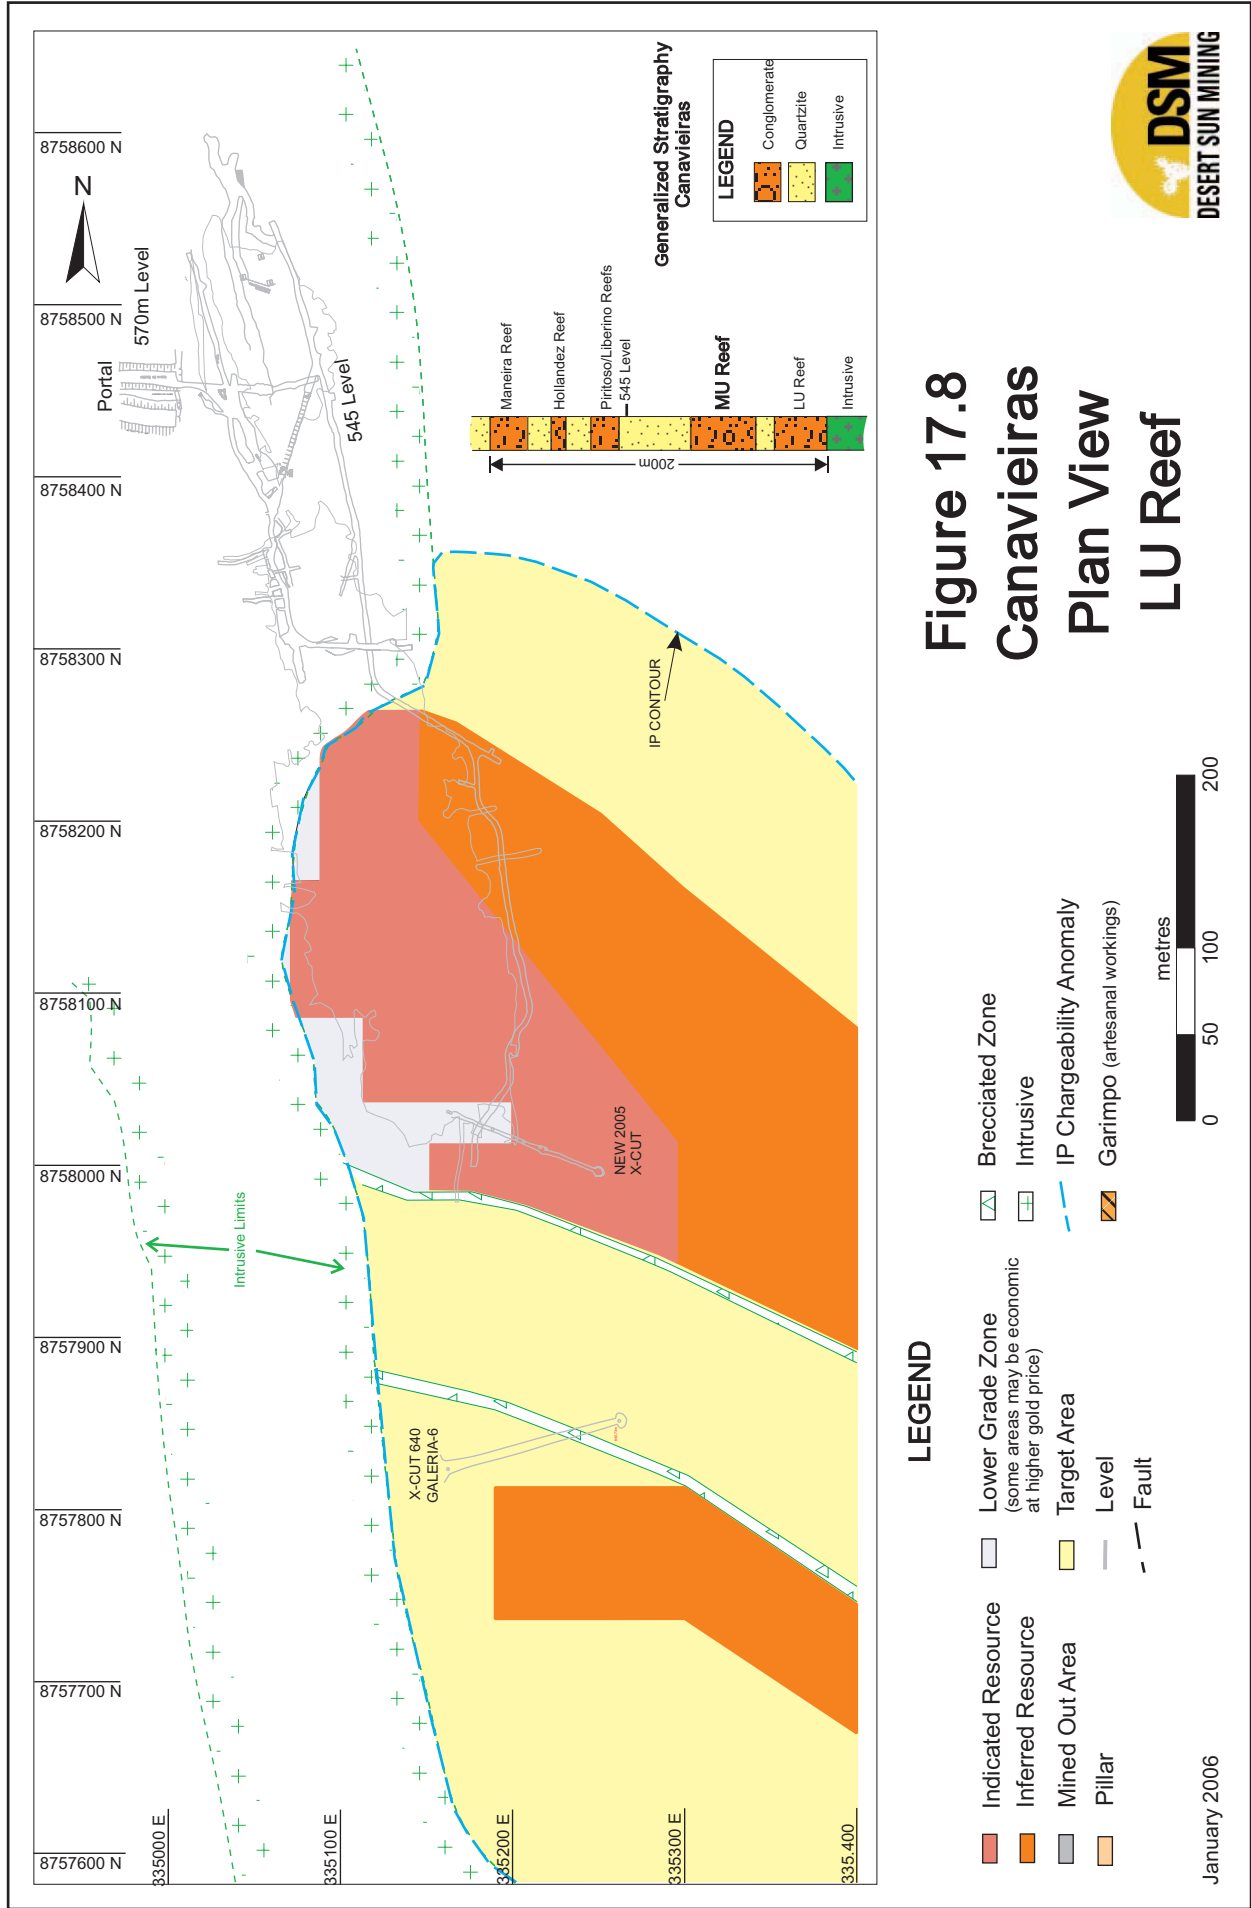 8757600 N
8757700 N
8757800 N
8757900 N
8758000 N
8758100 N
8758200 N
8758300 N
8758400 N
8758500 N
8758600 N
335000 E
335100 E
335200 E
335300 E
335.400
N
Portal
570m Level
545 Level
Intrusive Limits
X-CUT 640
GALERIA-6
NEW 2005
X-CUT
IP CONTOUR
Generalized Stratigraphy
Canavieiras
LEGEND
Conglomerate
Quartzite
Intrusive
Maneira Reef
Hollandez Reef
Piritoso/Liberino Reefs
545 Level
MU Reef
LU Reef
Intrusive
200m
LEGEND
Indicated Resource
Inferred Resource
Mined Out Area
Pillar
Lower Grade Zone
(some areas may be economic
at higher gold price)
Target Area
Level
Fault
Brecciated Zone
Intrusive
IP Chargeability Anomaly
Garimpo (artesanal workings)
metres
0 50 100 200
Figure 17.8
Canavieiras
Plan View
LU Reef
January 2006
DSM
DESERT SUN MINING